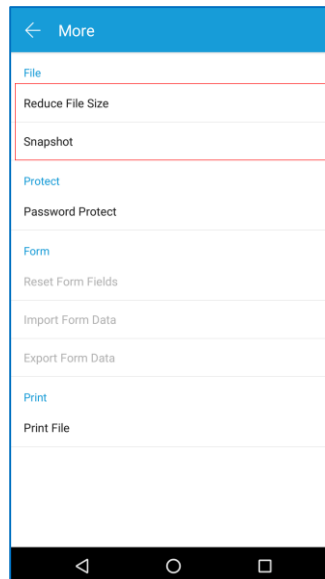 More
File
Reduce File Size
Snapshot
Protect
Password Protect
Form
Reset Form Fields
Import Form Data
Export Form Data
Print
Print File